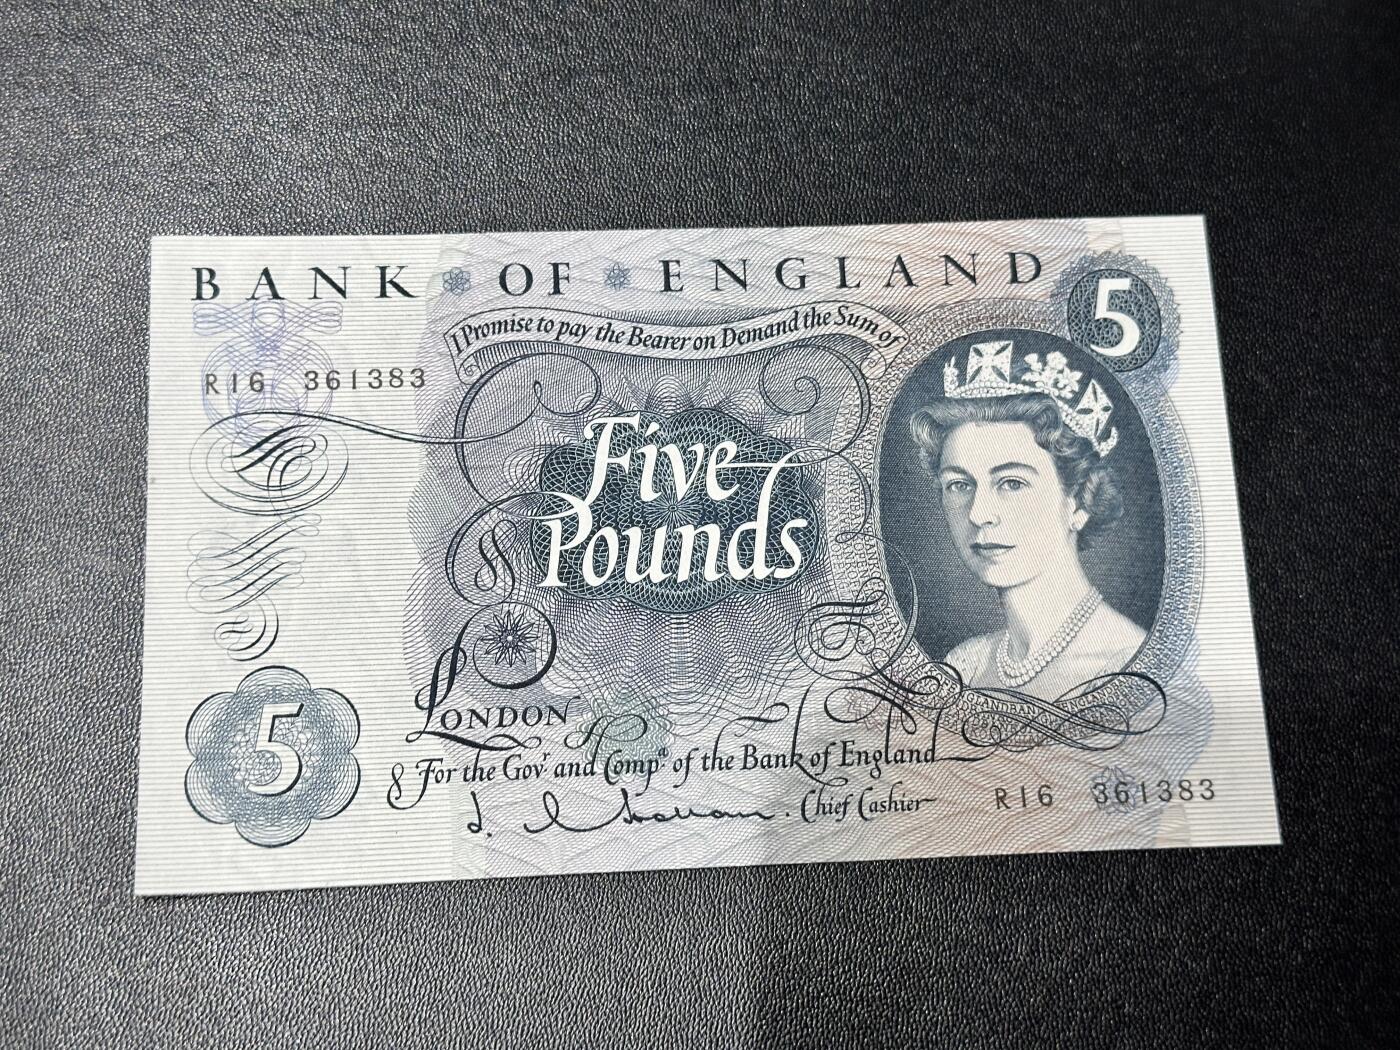 BANK OF ENGLAND
5
I Promise to pay the Bearer on Demand the Sum of
R16 361383
Five
Pounds
LONDON
For the Govr and Compa of the Bank of England
5
Chief Cashier
R16 361383